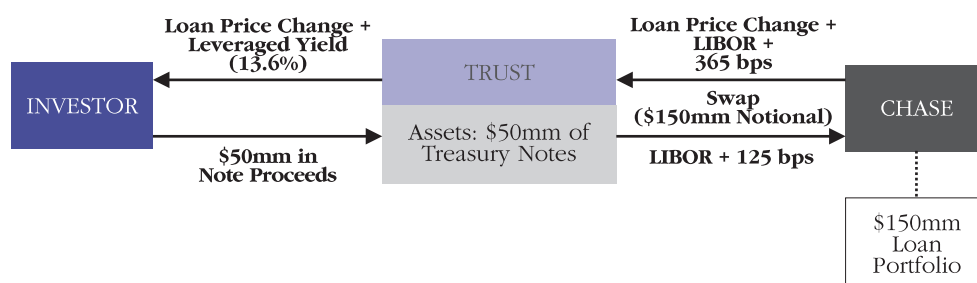 Loan Price Change +
Leveraged Yield
(13.6%)
INVESTOR
$50mm in
Note Proceeds
TRUST
Assets: $50mm of
Treasury Notes
Loan Price Change +
LIBOR +
365 bps
Swap
($150mm Notional)
LIBOR + 125 bps
CHASE
$150mm
Loan
Portfolio